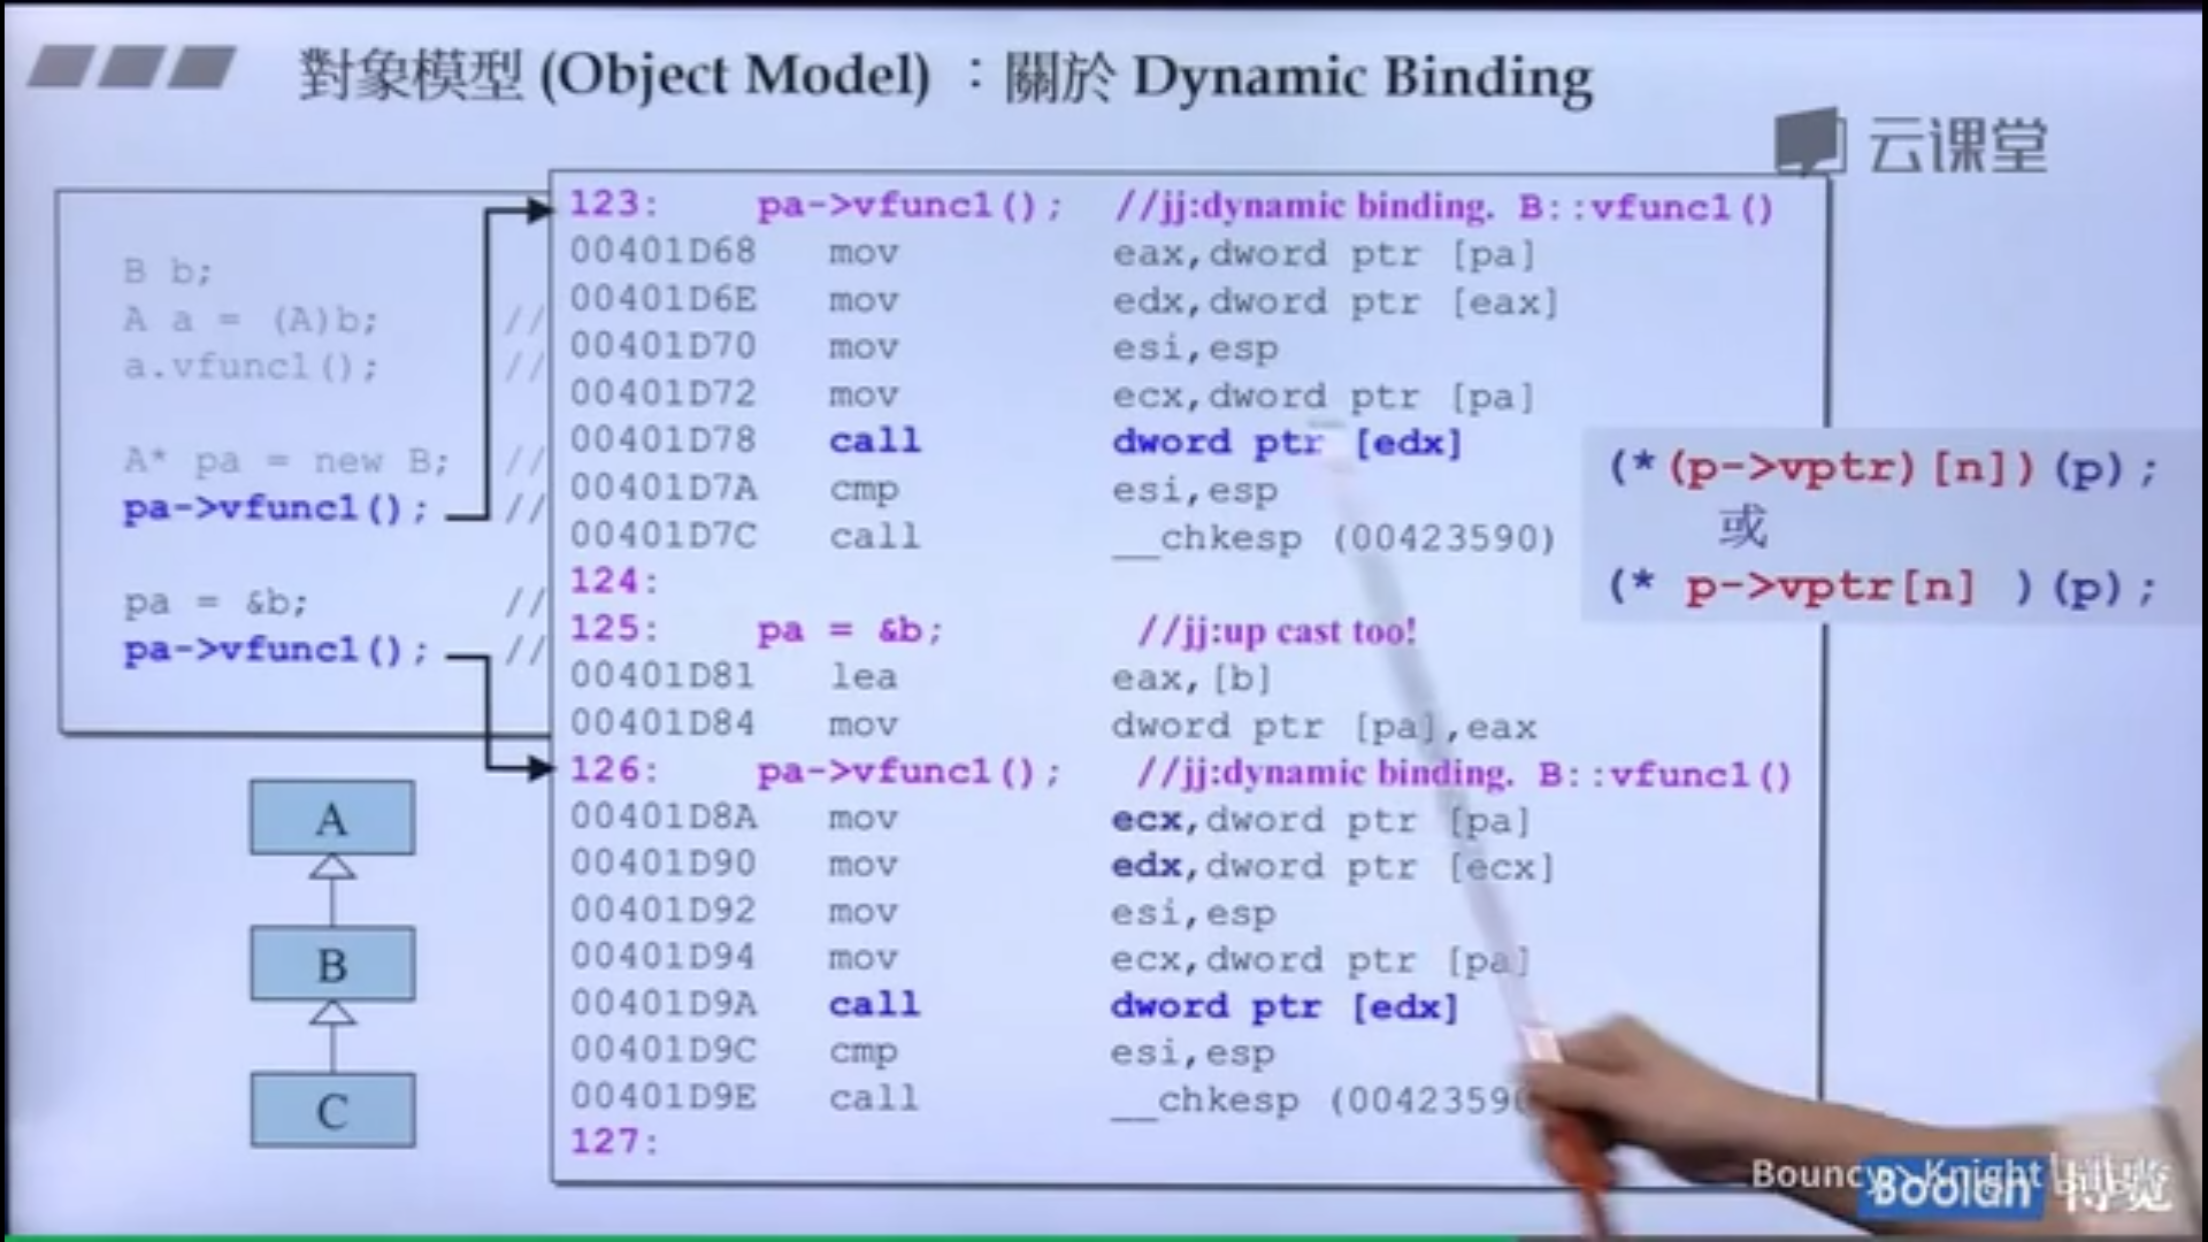 對象模型 (Object Model) ：關於 Dynamic Binding
云课堂
B b;
A a = (A)b; //
a.vfunc1(); //
A* pa = new B; //
pa->vfunc1(); //
pa = &b; //
pa->vfunc1(); //
123: pa->vfunc1(); //jj:dynamic binding. B::vfunc1()
00401D68 mov eax,dword ptr [pa]
00401D6E mov edx,dword ptr [eax]
00401D70 mov esi,esp
00401D72 mov ecx,dword ptr [pa]
00401D78 call dword ptr [edx]
00401D7A cmp esi,esp
00401D7C call __chkesp (00423590)
124:
125: pa = &b; //jj:up cast too!
00401D81 lea eax,[b]
00401D84 mov dword ptr [pa],eax
126: pa->vfunc1(); //jj:dynamic binding. B::vfunc1()
00401D8A mov ecx,dword ptr [pa]
00401D90 mov edx,dword ptr [ecx]
00401D92 mov esi,esp
00401D94 mov ecx,dword ptr [pa]
00401D9A call dword ptr [edx]
00401D9C cmp esi,esp
00401D9E call __chkesp (00423590
127:
(*(p->vptr)[n])(p);
或
(* p->vptr[n] )(p);
A
B
C
Bouncy Knight
Boolan 博览